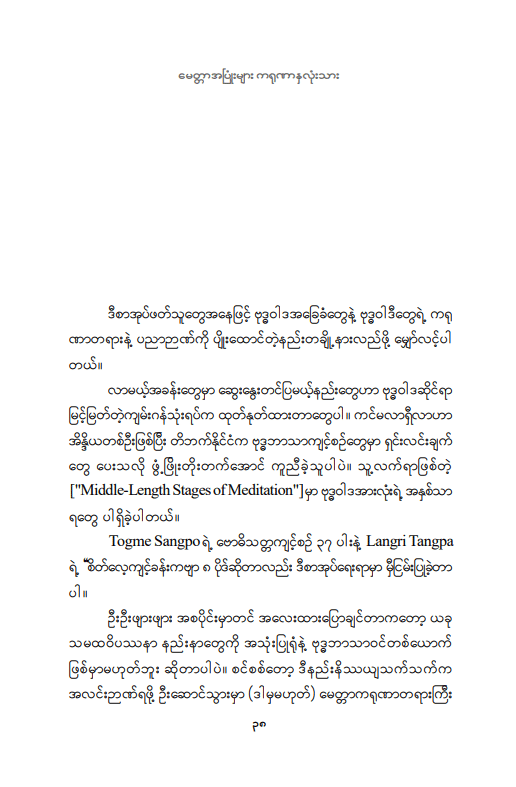 မေတ္တာအပြုံးများ ကရုဏာနှလုံးသား
ဒီစာအုပ်ဖတ်သူတွေအနေဖြင့် ဗုဒ္ဓဝါဒအခြေခံတွေနဲ့ ဗုဒ္ဓဝါဒီတွေရဲ့ ကရု
ဏာတရားနဲ့ ပညာဉာဏ်ကို ပျိုးထောင်တဲ့နည်းတချို့နားလည်ဖို့ မျှော်လင့်ပါ
တယ်။
လာမယ့်အခန်းတွေမှာ ဆွေးနွေးတင်ပြမယ့်နည်းတွေဟာ ဗုဒ္ဓဝါဒဆိုင်ရာ
မြင့်မြတ်တဲ့ကျမ်းဂန်သုံးရပ်က ထုတ်နုတ်ထားတာတွေပါ။ ကင်မလာရှီလာဟာ
အိန္ဒိယတစ်ဦးဖြစ်ပြီး တိဘက်နိုင်ငံက ဗုဒ္ဓဘာသာကျင့်စဉ်တွေမှာ ရှင်းလင်းချက်
တွေ ပေးသလို ဖွံ့ဖြိုးတိုးတက်အောင် ကူညီခဲ့သူပါပဲ။ သူ့လက်ရာဖြစ်တဲ့
["Middle-Length Stages of Meditation"]မှာ ဗုဒ္ဓဝါဒအားလုံးရဲ့ အနှစ်သာ
ရတွေ ပါရှိခဲ့ပါတယ်။
Togme Sangpoရဲ့ ဗောဓိသတ္တကျင့်စဉ် ၃၇ ပါးနဲ့ Langri Tangpa
ရဲ့ “စိတ်လေ့ကျင့်ခန်းကဗျာ ၈ ပိုဒ်ဆိုတာလည်း ဒီစာအုပ်ရေးရာမှာ မှီငြမ်းပြုခဲ့တာ
ပါ။
ဦးဦးဖျားဖျား အစပိုင်းမှာတင် အလေးထားပြောချင်တာကတော့ ယခု
သမထဝိပဿနာ နည်းနာတွေကို အသုံးပြုရုံနဲ့ ဗုဒ္ဓဘာသာဝင်တစ်ယောက်
ဖြစ်မှာမဟုတ်ဘူး ဆိုတာပါပဲ။ စင်စစ်တော့ ဒီနည်းနိဿယျသက်သက်က
အလင်းဉာဏ်ရဖို့ ဦးဆောင်သွားမှာ (ဒါမှမဟုတ်) မေတ္တာကရုဏာတရားကြီး
၃၈